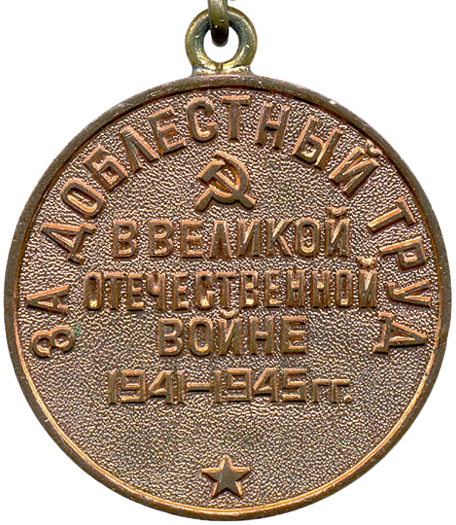 ЗА ДОБЛЕСТНЫЙ ТРУД
В ВЕЛИКОЙ
ОТЕЧЕСТВЕННОЙ
ВОЙНЕ
1941–1945 гг.